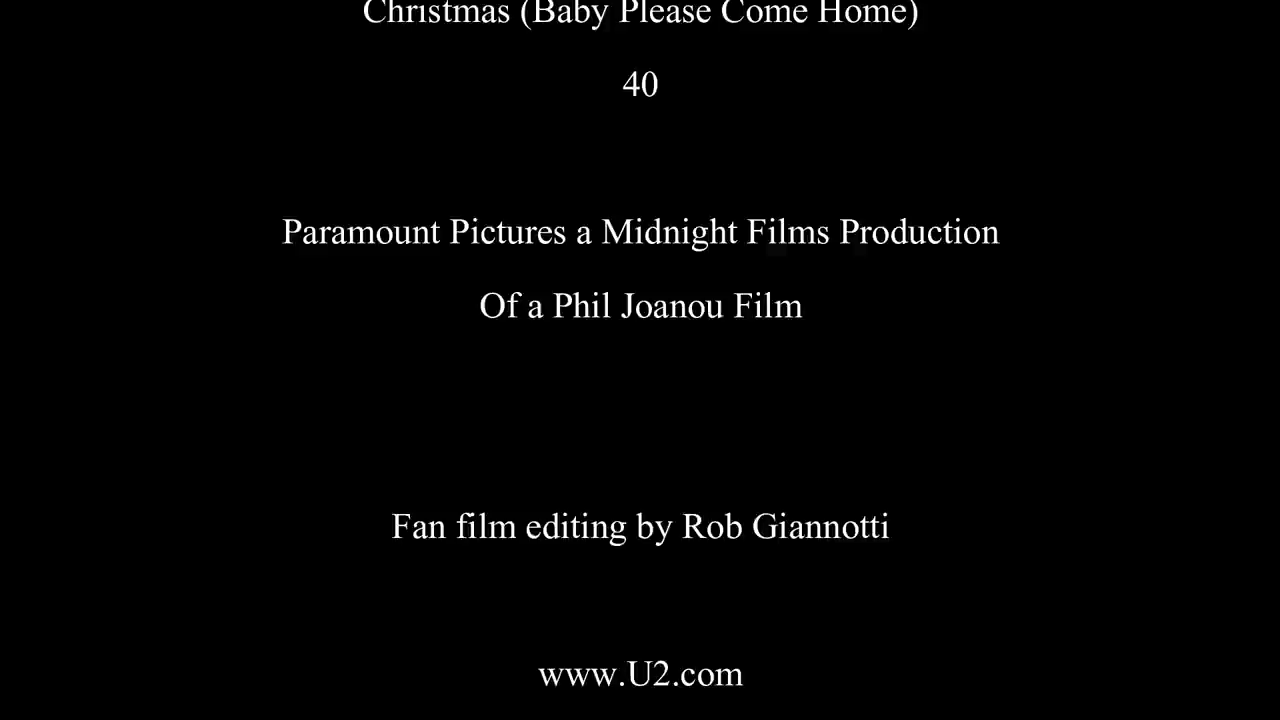 Christmas (Baby Please Come Home)
40
Paramount Pictures a Midnight Films Production
Of a Phil Joanou Film
Fan film editing by Rob Giannotti
www.U2.com